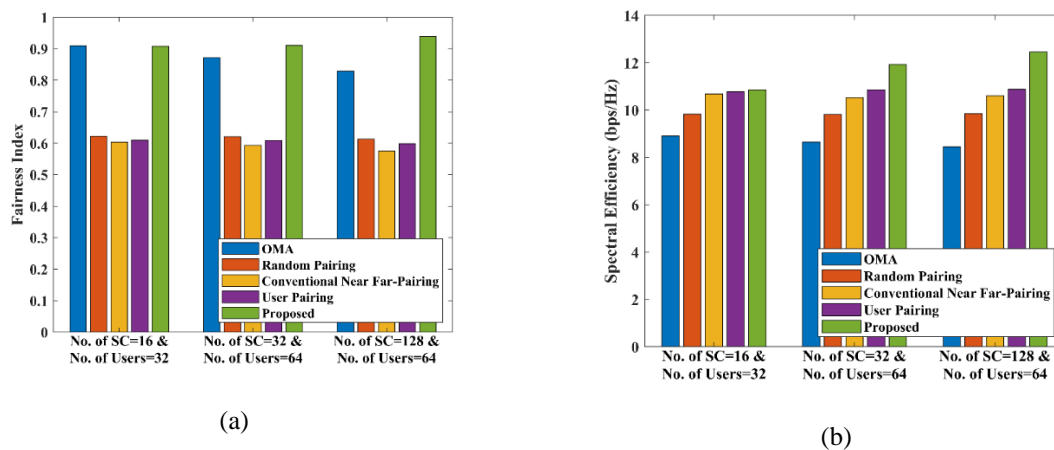 1
0.9
0.8
0.7
0.6
0.5
0.4
0.3
0.2
0.1
0
Fairness Index
OMA
Random Pairing
Conventional Near Far-Pairing
User Pairing
Proposed
No. of SC=16 &
No. of Users=32
No. of SC=32 &
No. of Users=64
No. of SC=128 &
No. of Users=64
(a)
14
12
10
8
6
4
2
0
Spectral Efficiency (bps/Hz)
OMA
Random Pairing
Conventional Near Far-Pairing
User Pairing
Proposed
No. of SC=16 &
No. of Users=32
No. of SC=32 &
No. of Users=64
No. of SC=128 &
No. of Users=64
(b)